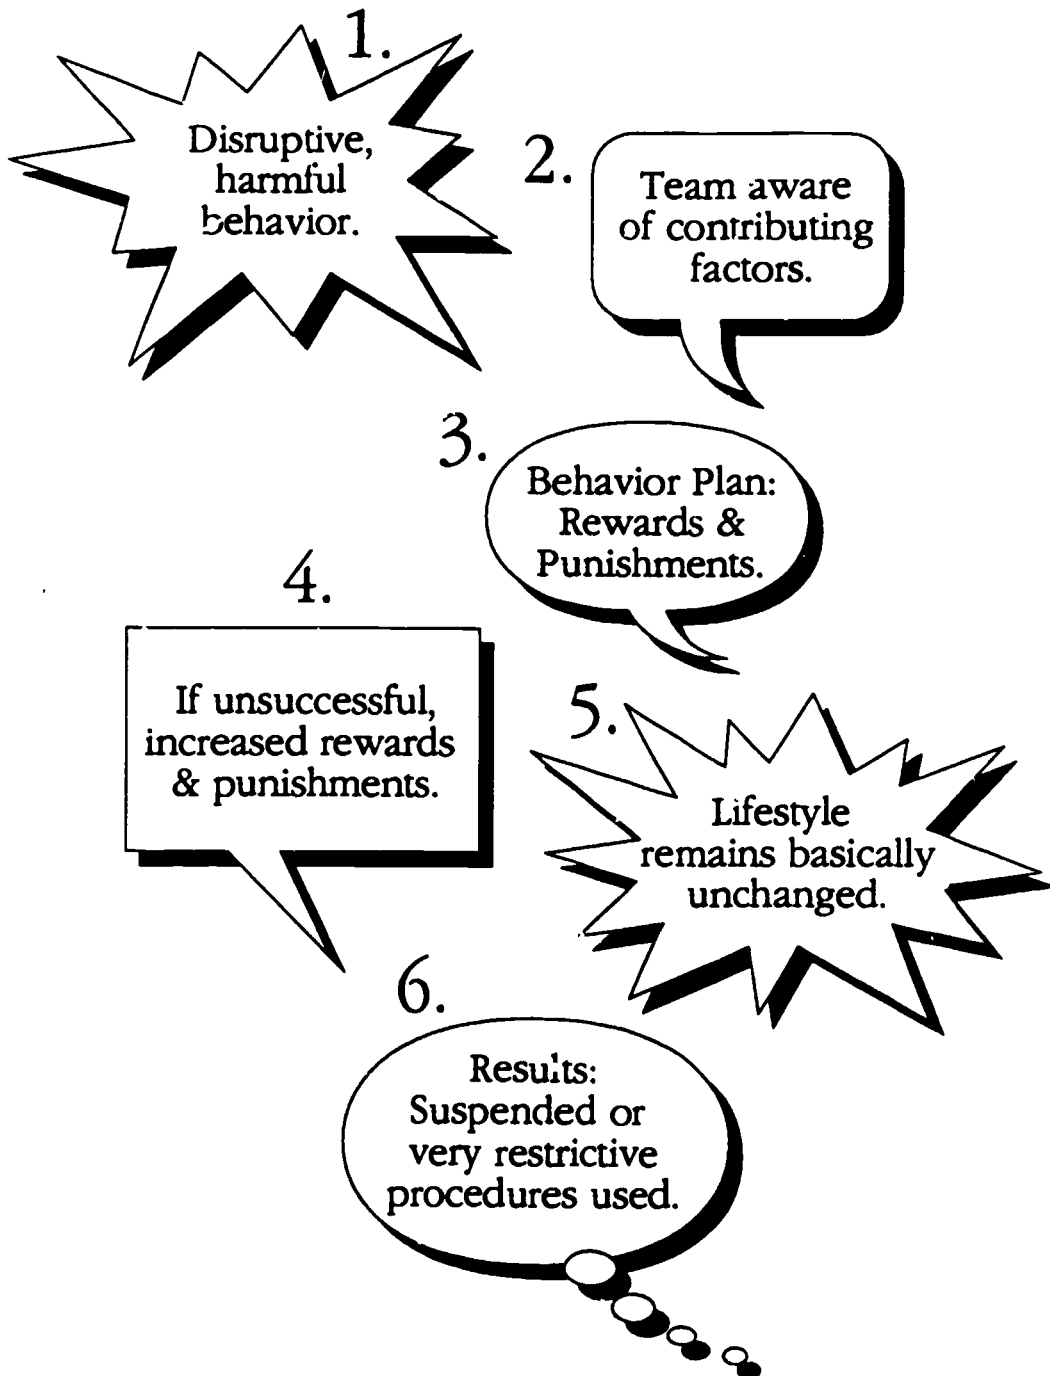 1.
Disruptive,
harmful
behavior.
2.
Team aware
of contributing
factors.
3.
Behavior Plan:
Rewards &
Punishments.
4.
If unsuccessful,
increased rewards
& punishments.
5.
Lifestyle
remains basically
unchanged.
6.
Results:
Suspended or
very restrictive
procedures used.